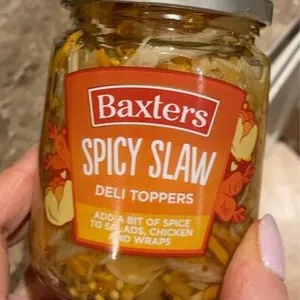 Baxters
SPICY SLAW
DELI TOPPERS
ADD A BIT OF SPICE
TO SALADS, CHICKEN
AND WRAPS